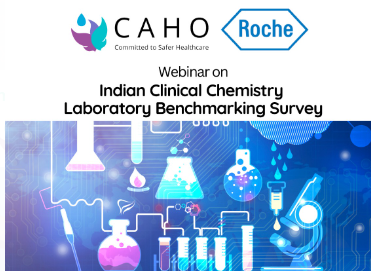 CAHO
Committed to Safer Healthcare
Roche
Webinar on
Indian Clinical Chemistry
Laboratory Benchmarking Survey